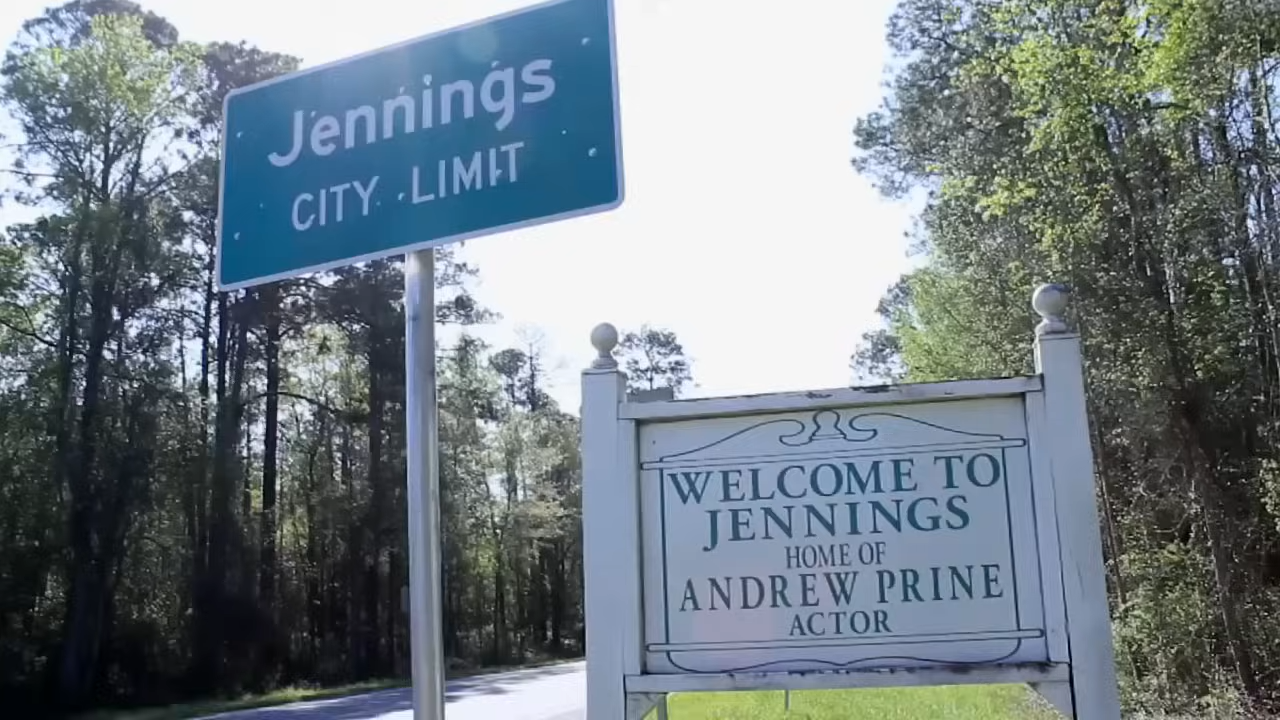 Jennings
CITY LIMIT
WELCOME TO
JENNINGS
HOME OF
ANDREW PRINE
ACTOR